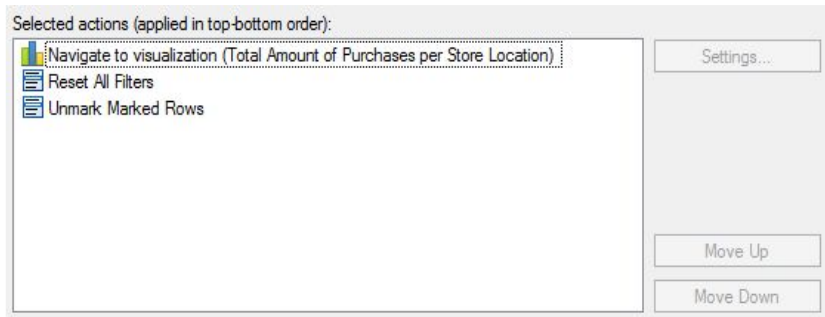 Selected actions (applied in top-bottom order):
Navigate to visualization (Total Amount of Purchases per Store Location)
Settings...
Reset All Filters
Unmark Marked Rows
Move Up
Move Down